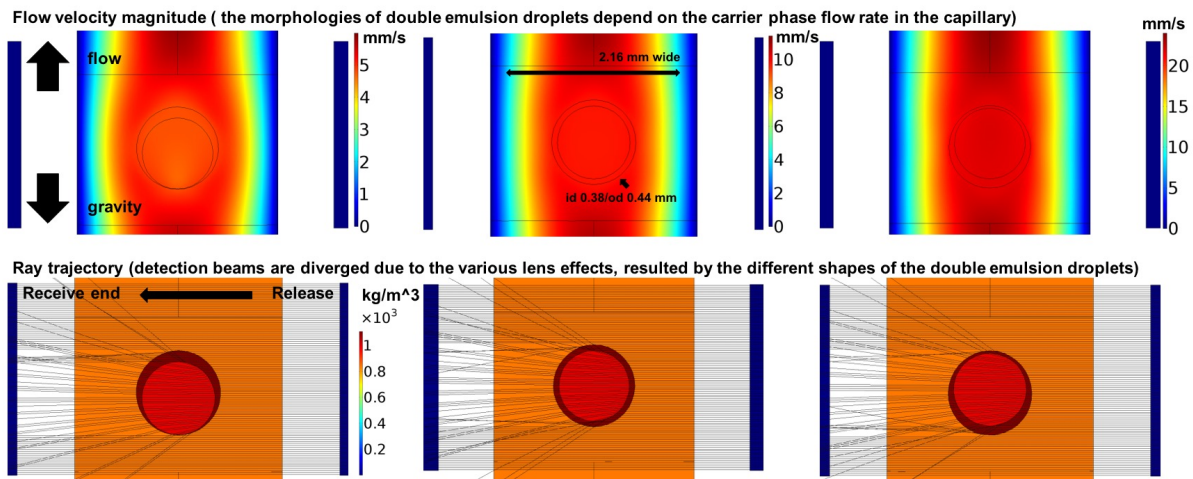 Flow velocity magnitude ( the morphologies of double emulsion droplets depend on the carrier phase flow rate in the capillary)
mm/s
mm/s
mm/s
flow
2.16 mm wide
5
4
3
2
1
0
10
8
6
4
2
0
20
15
10
5
0
gravity
id 0.38/od 0.44 mm
Ray trajectory (detection beams are diverged due to the various lens effects, resulted by the different shapes of the double emulsion droplets)
Receive end
Release
kg/m^3
×10³
1
0.8
0.6
0.4
0.2